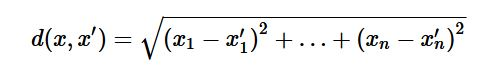 d(x, x′) = √(x₁ − x′₁)² + … + (xₙ − x′ₙ)²